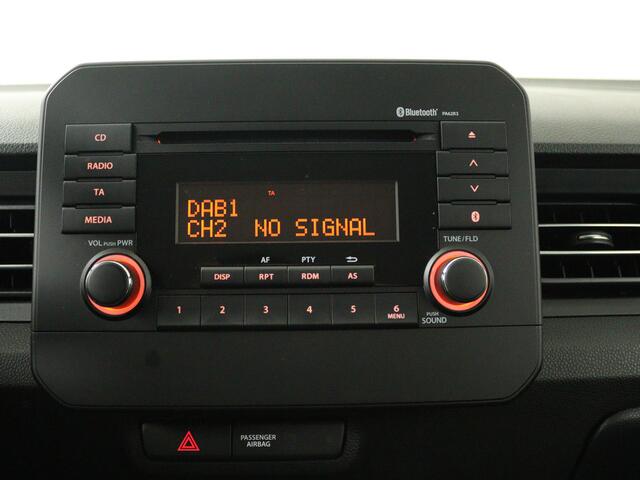 Bluetooth® PA62R3
CD
RADIO
TA
MEDIA
VOL PUSH PWR
TA
DAB1
CH2 NO SIGNAL
AF PTY
DISP RPT RDM AS
1 2 3 4 5 6
MENU
TUNE/FLD
PUSH
SOUND
PASSENGER
AIRBAG